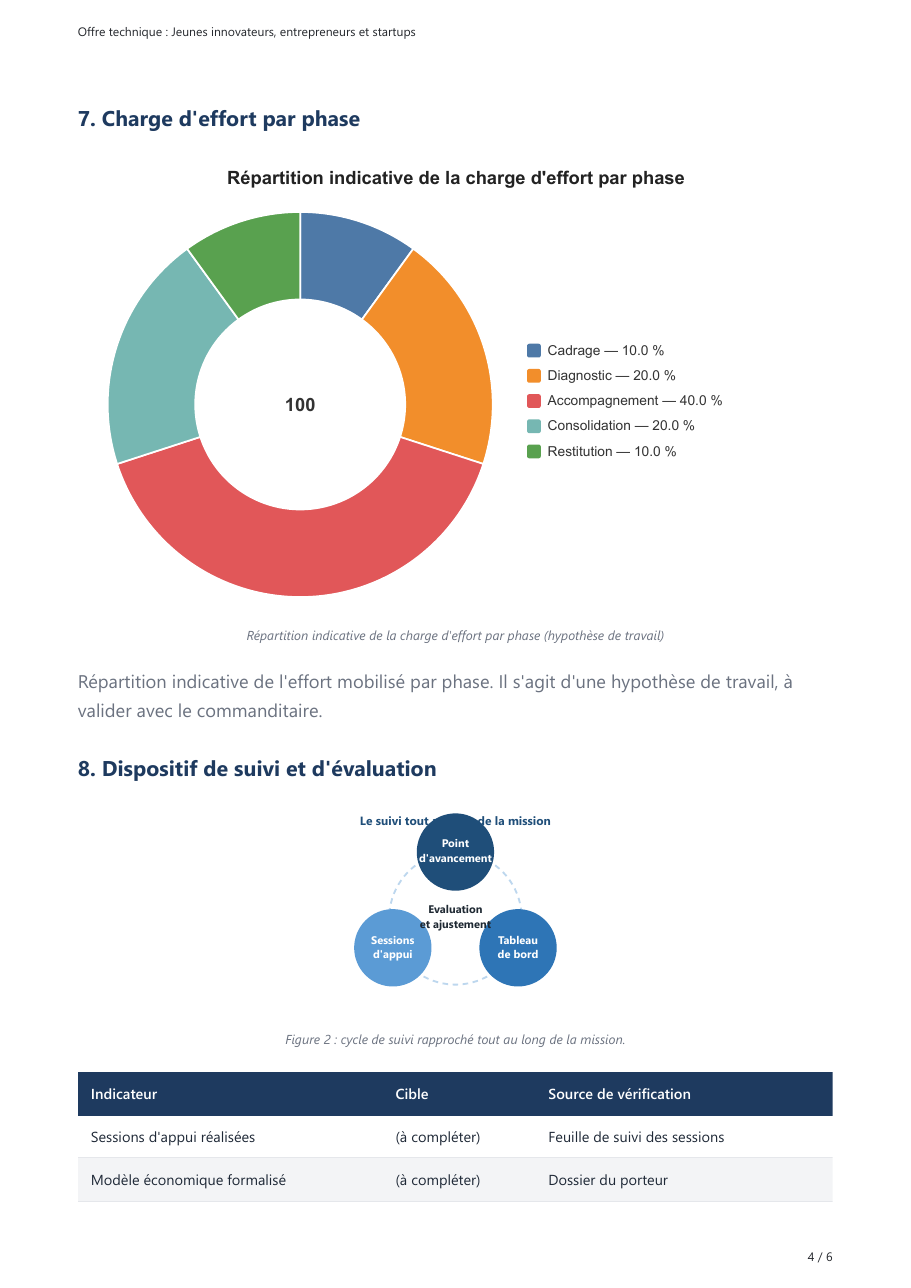 Offre technique : Jeunes innovateurs, entrepreneurs et startups
7. Charge d'effort par phase
Répartition indicative de la charge d'effort par phase
100
Cadrage — 10.0 %
Diagnostic — 20.0 %
Accompagnement — 40.0 %
Consolidation — 20.0 %
Restitution — 10.0 %
Répartition indicative de la charge d'effort par phase (hypothèse de travail)
Répartition indicative de l'effort mobilisé par phase. Il s'agit d'une hypothèse de travail, à
valider avec le commanditaire.
8. Dispositif de suivi et d'évaluation
Le suivi tout de la mission
Point
d'avancement
Evaluation
et ajustement
Sessions
d'appui
Tableau
de bord
Figure 2 : cycle de suivi rapproché tout au long de la mission.
Indicateur Cible Source de vérification
Sessions d'appui réalisées (à compléter) Feuille de suivi des sessions
Modèle économique formalisé (à compléter) Dossier du porteur
4 / 6